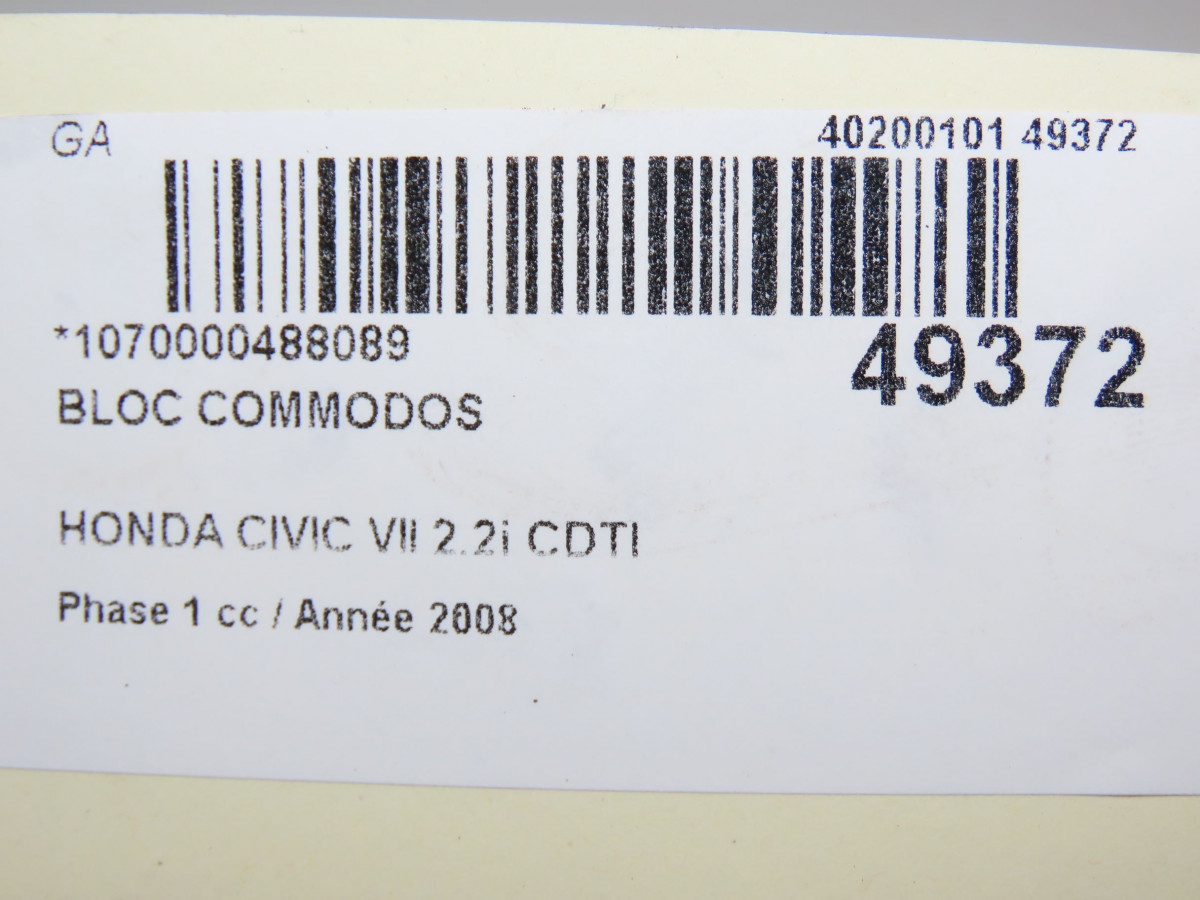 GA 40200101 49372
*1070000488089 49372
BLOC COMMODOS
HONDA CIVIC VII 2.2i CDTI
Phase 1 cc / Année 2008